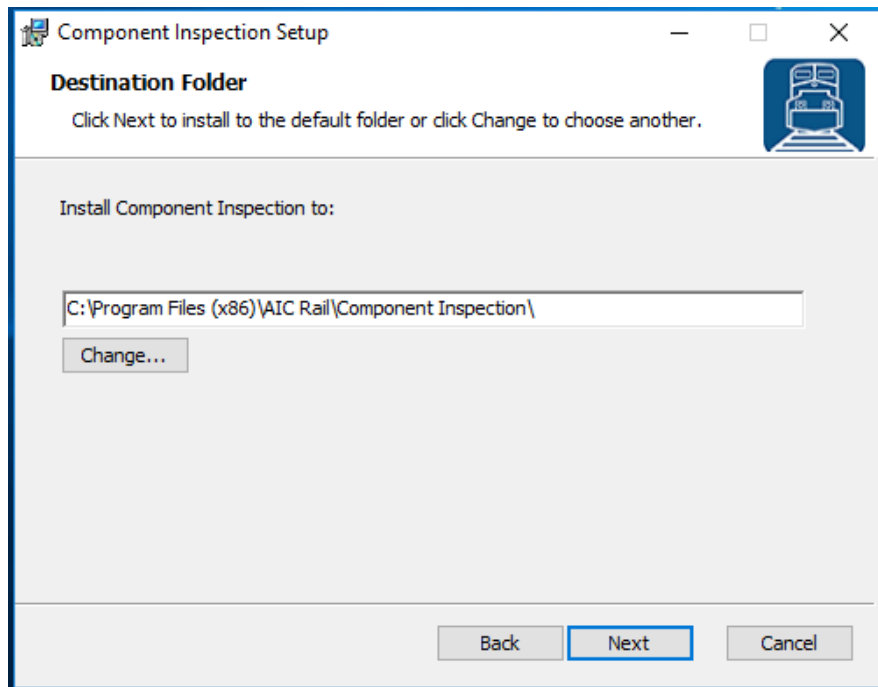 Component Inspection Setup
Destination Folder
Click Next to install to the default folder or click Change to choose another.
Install Component Inspection to:
C:\Program Files (x86)\AIC Rail\Component Inspection\
Change...
Back Next Cancel